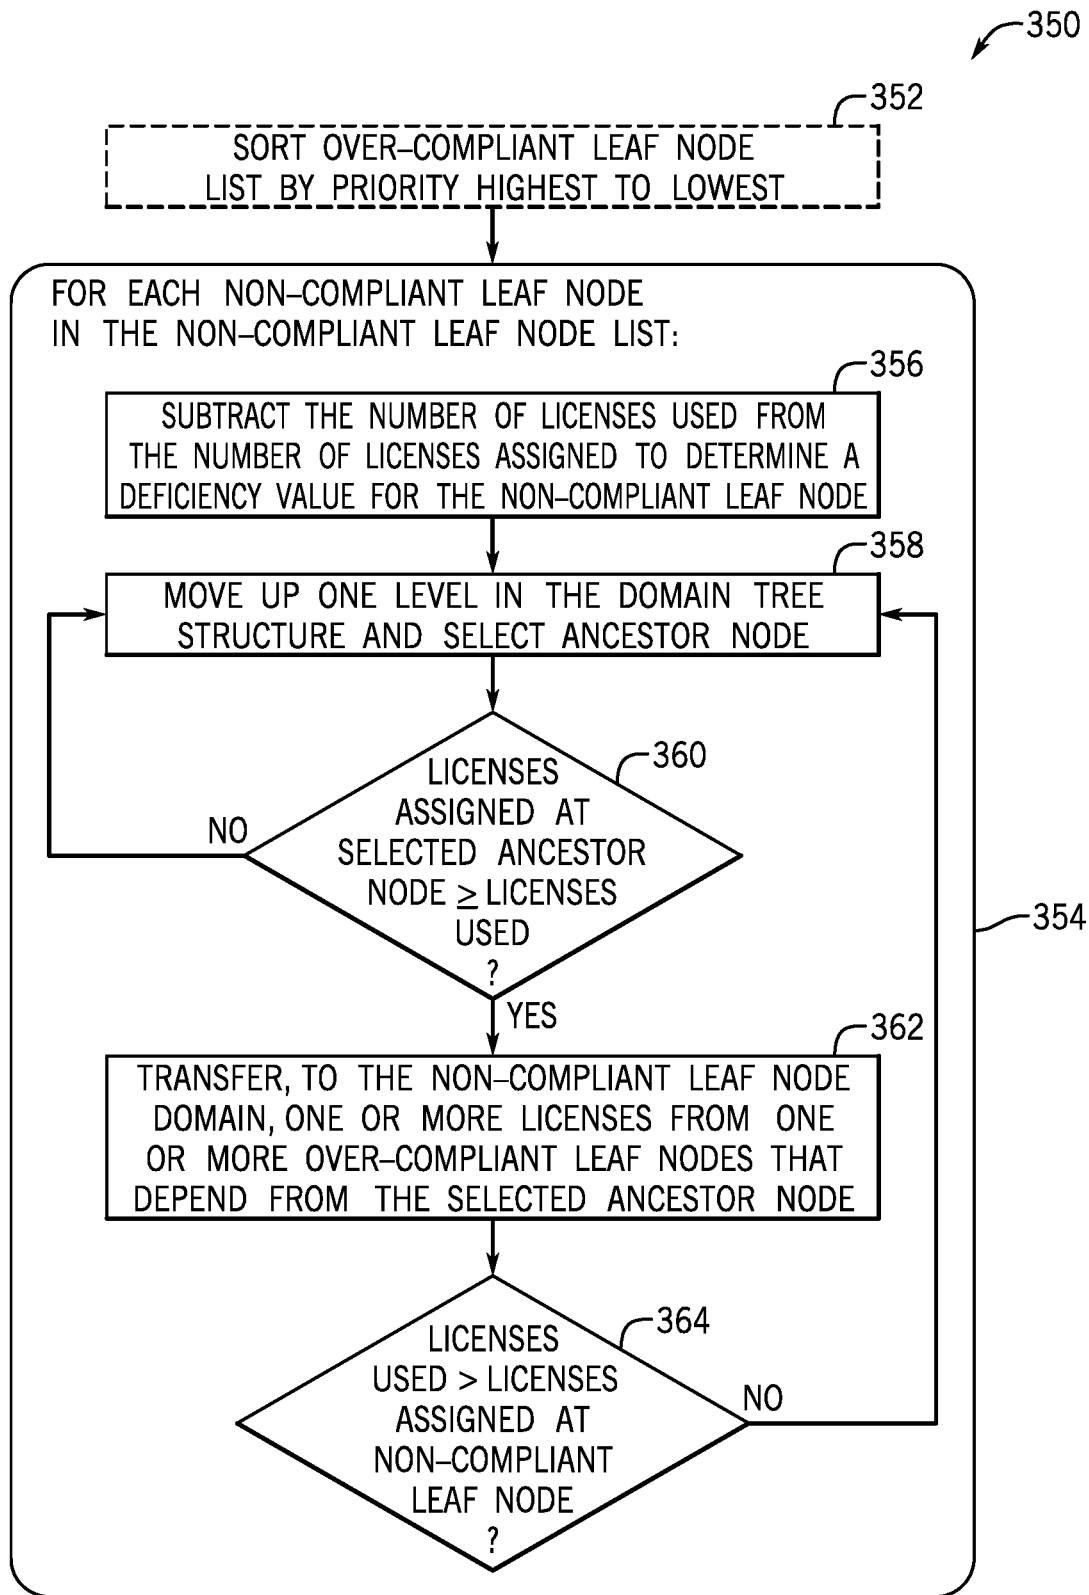 350
352
SORT OVER–COMPLIANT LEAF NODE
LIST BY PRIORITY HIGHEST TO LOWEST
FOR EACH NON–COMPLIANT LEAF NODE
IN THE NON–COMPLIANT LEAF NODE LIST:
356
SUBTRACT THE NUMBER OF LICENSES USED FROM
THE NUMBER OF LICENSES ASSIGNED TO DETERMINE A
DEFICIENCY VALUE FOR THE NON–COMPLIANT LEAF NODE
358
MOVE UP ONE LEVEL IN THE DOMAIN TREE
STRUCTURE AND SELECT ANCESTOR NODE
360
LICENSES
ASSIGNED AT
SELECTED ANCESTOR
NODE ≥ LICENSES
USED
?
NO
YES
354
362
TRANSFER, TO THE NON–COMPLIANT LEAF NODE
DOMAIN, ONE OR MORE LICENSES FROM ONE
OR MORE OVER–COMPLIANT LEAF NODES THAT
DEPEND FROM THE SELECTED ANCESTOR NODE
364
LICENSES
USED > LICENSES
ASSIGNED AT
NON–COMPLIANT
LEAF NODE
?
NO